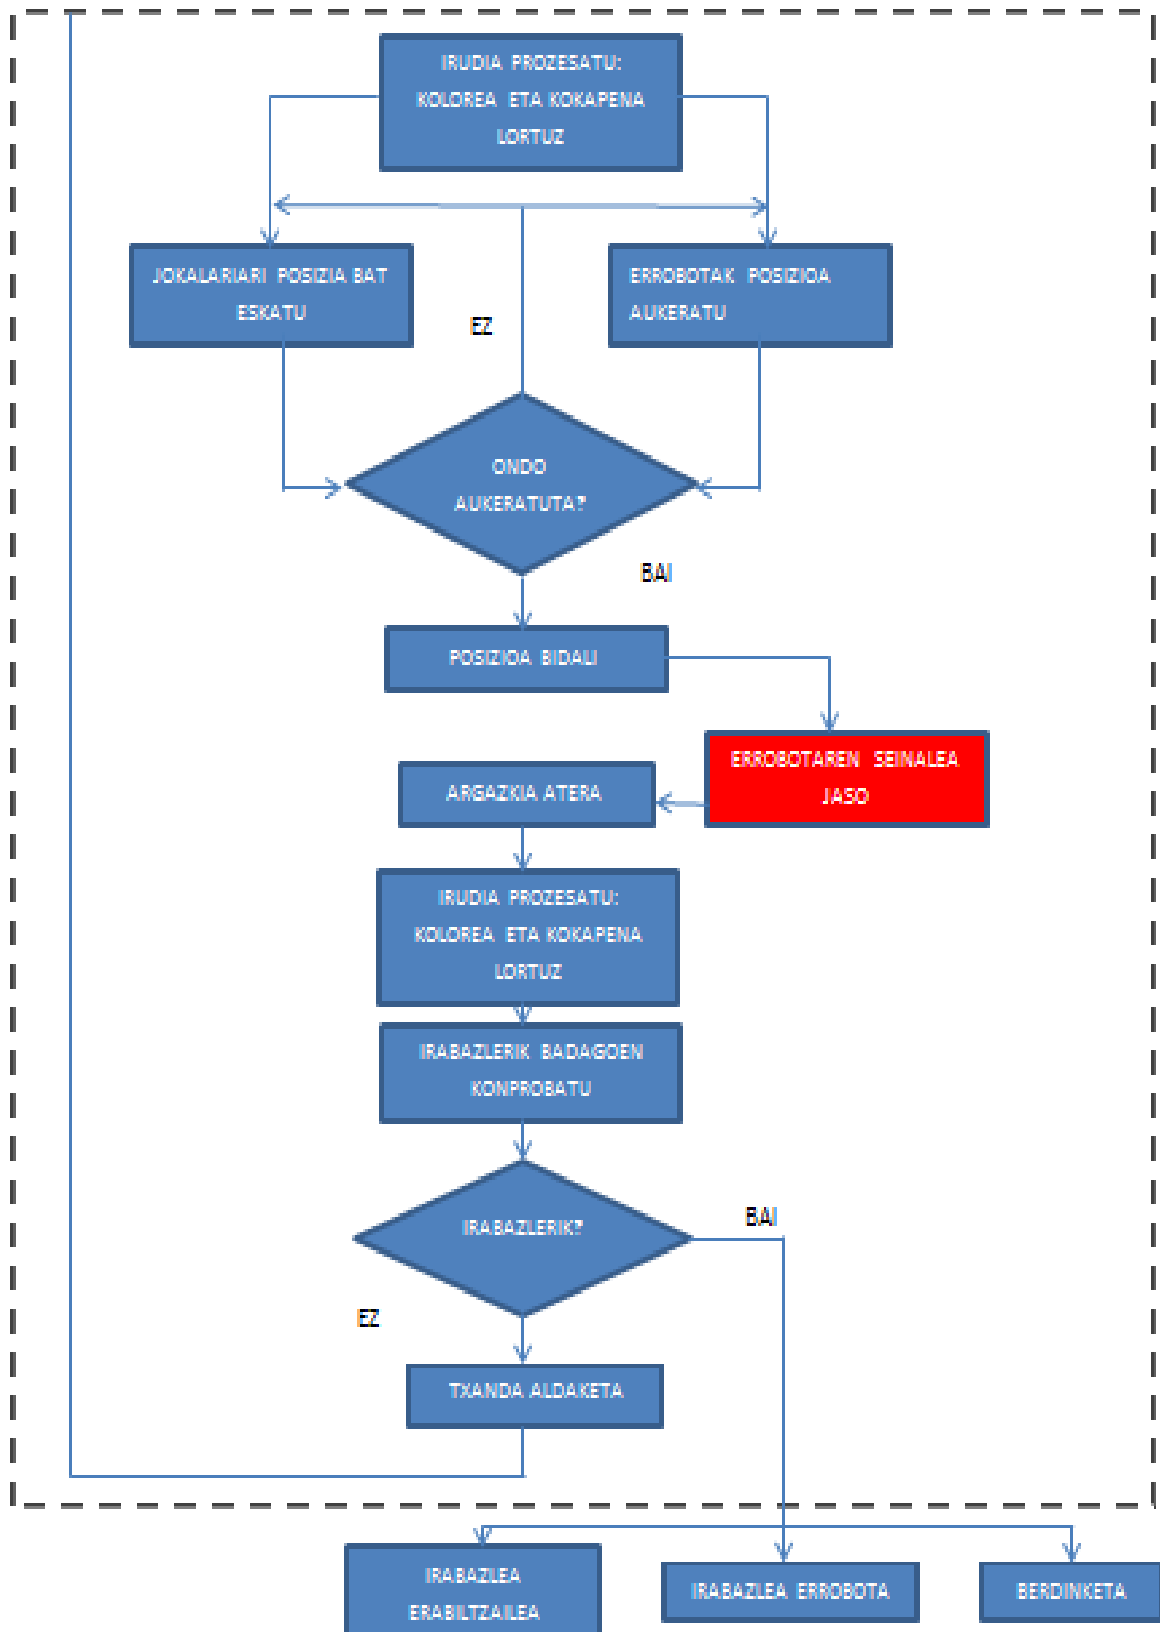 IRUDIA PROZESATU:
KOLOREA ETA KOKAPENA
LORTUZ
JOKALARIARI POSIZIA BAT
ESKATU
ERROBOTAK POSIZIOA
AUKERATU
EZ
ONDO
AUKERATUTA?
BAI
POSIZIOA BIDALI
ERROBOTAREN SEINALEA
JASO
ARGAZKIA ATERA
IRUDIA PROZESATU:
KOLOREA ETA KOKAPENA
LORTUZ
IRABAZLERIK BADAGOEN
KONPROBATU
IRABAZLERIK?
BAI
EZ
TXANDA ALDAKETA
IRABAZLEA
ERABILTZAILEA
IRABAZLEA ERROBOTA
BERDINKETA